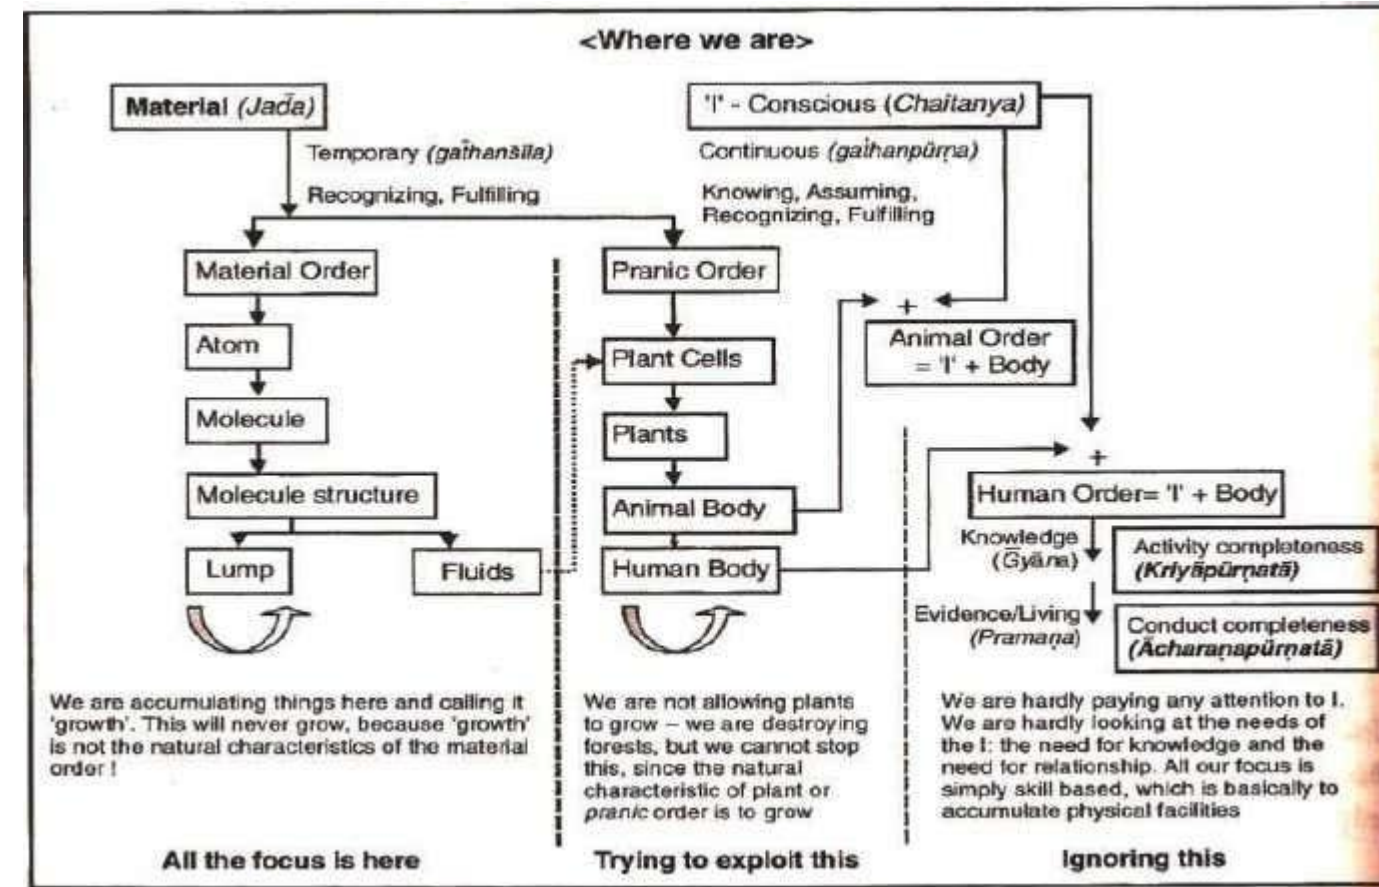 <Where we are>
Material (Jaḍa)
'I' - Conscious (Chaitanya)
Temporary (gaṫhanṡīla)
Recognizing, Fulfilling
Continuous (gaṫhanpūrṇa)
Knowing, Assuming,
Recognizing, Fulfilling
Material Order
Atom
Molecule
Molecule structure
Lump
Fluids
Pranic Order
Plant Cells
Plants
Animal Body
Human Body
+
Animal Order
= 'I' + Body
+
Human Order= 'I' + Body
Knowledge
(G̅yāna)
Activity completeness
(Kriyāpūrṇatā)
Evidence/Living
(Pramaṇa)
Conduct completeness
(Ācharaṇapūrṇatā)
We are accumulating things here and calling it
'growth'. This will never grow, because 'growth'
is not the natural characteristics of the material
order !
We are not allowing plants
to grow – we are destroying
forests, but we cannot stop
this, since the natural
characteristic of plant or
pranic order is to grow
We are hardly paying any attention to I.
We are hardly looking at the needs of
the I: the need for knowledge and the
need for relationship. All our focus is
simply skill based, which is basically to
accumulate physical facilities
All the focus is here
Trying to exploit this
Ignoring this